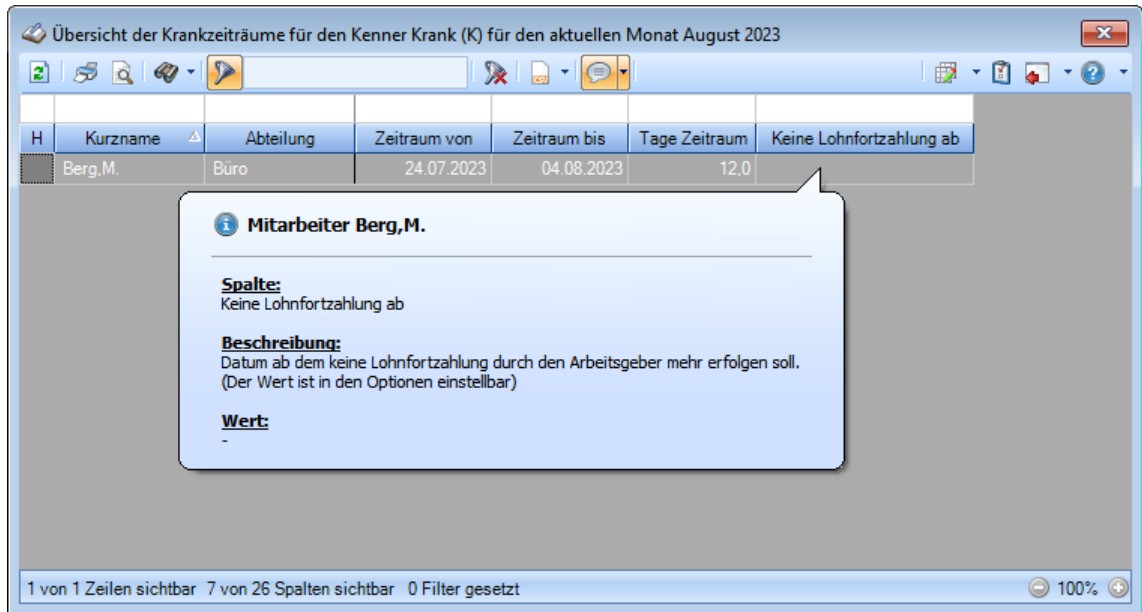 Übersicht der Krankzeiträume für den Kenner Krank (K) für den aktuellen Monat August 2023
H Kurzname Abteilung Zeitraum von Zeitraum bis Tage Zeitraum Keine Lohnfortzahlung ab
Berg,M. Büro 24.07.2023 04.08.2023 12,0
Mitarbeiter Berg,M.
Spalte:
Keine Lohnfortzahlung ab
Beschreibung:
Datum ab dem keine Lohnfortzahlung durch den Arbeitsgeber mehr erfolgen soll.
(Der Wert ist in den Optionen einstellbar)
Wert:
-
1 von 1 Zeilen sichtbar 7 von 26 Spalten sichtbar 0 Filter gesetzt 100%